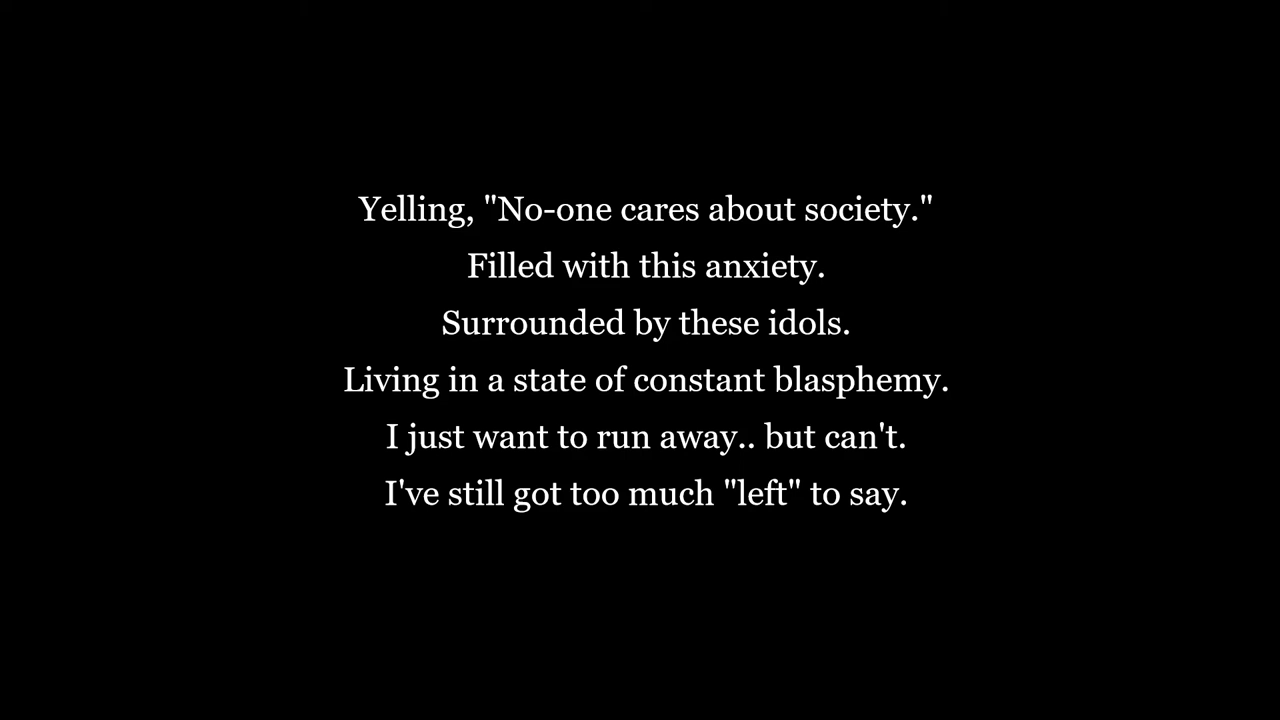 Yelling, "No-one cares about society."
Filled with this anxiety.
Surrounded by these idols.
Living in a state of constant blasphemy.
I just want to run away.. but can't.
I've still got too much "left" to say.